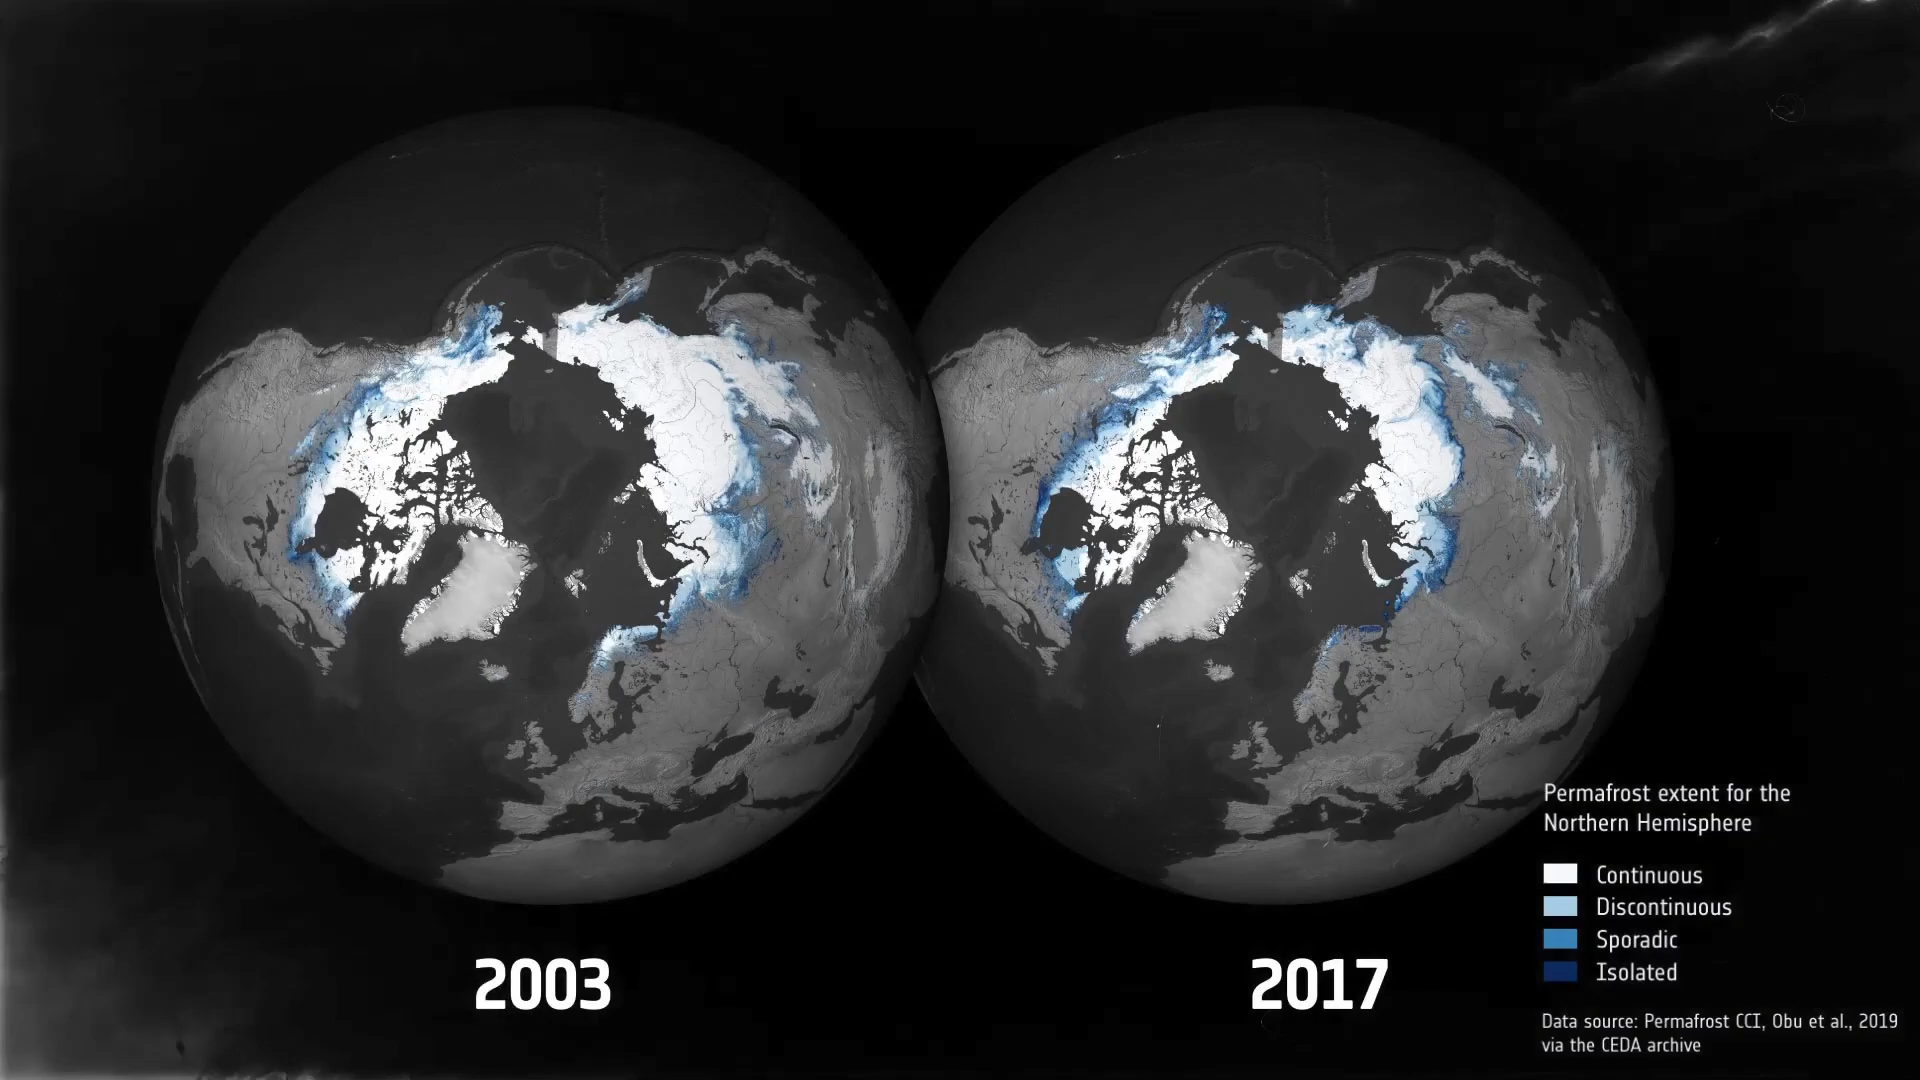 2003
2017
Permafrost extent for the
Northern Hemisphere
Continuous
Discontinuous
Sporadic
Isolated
Data source: Permafrost CCI, Obu et al., 2019
via the CEDA archive